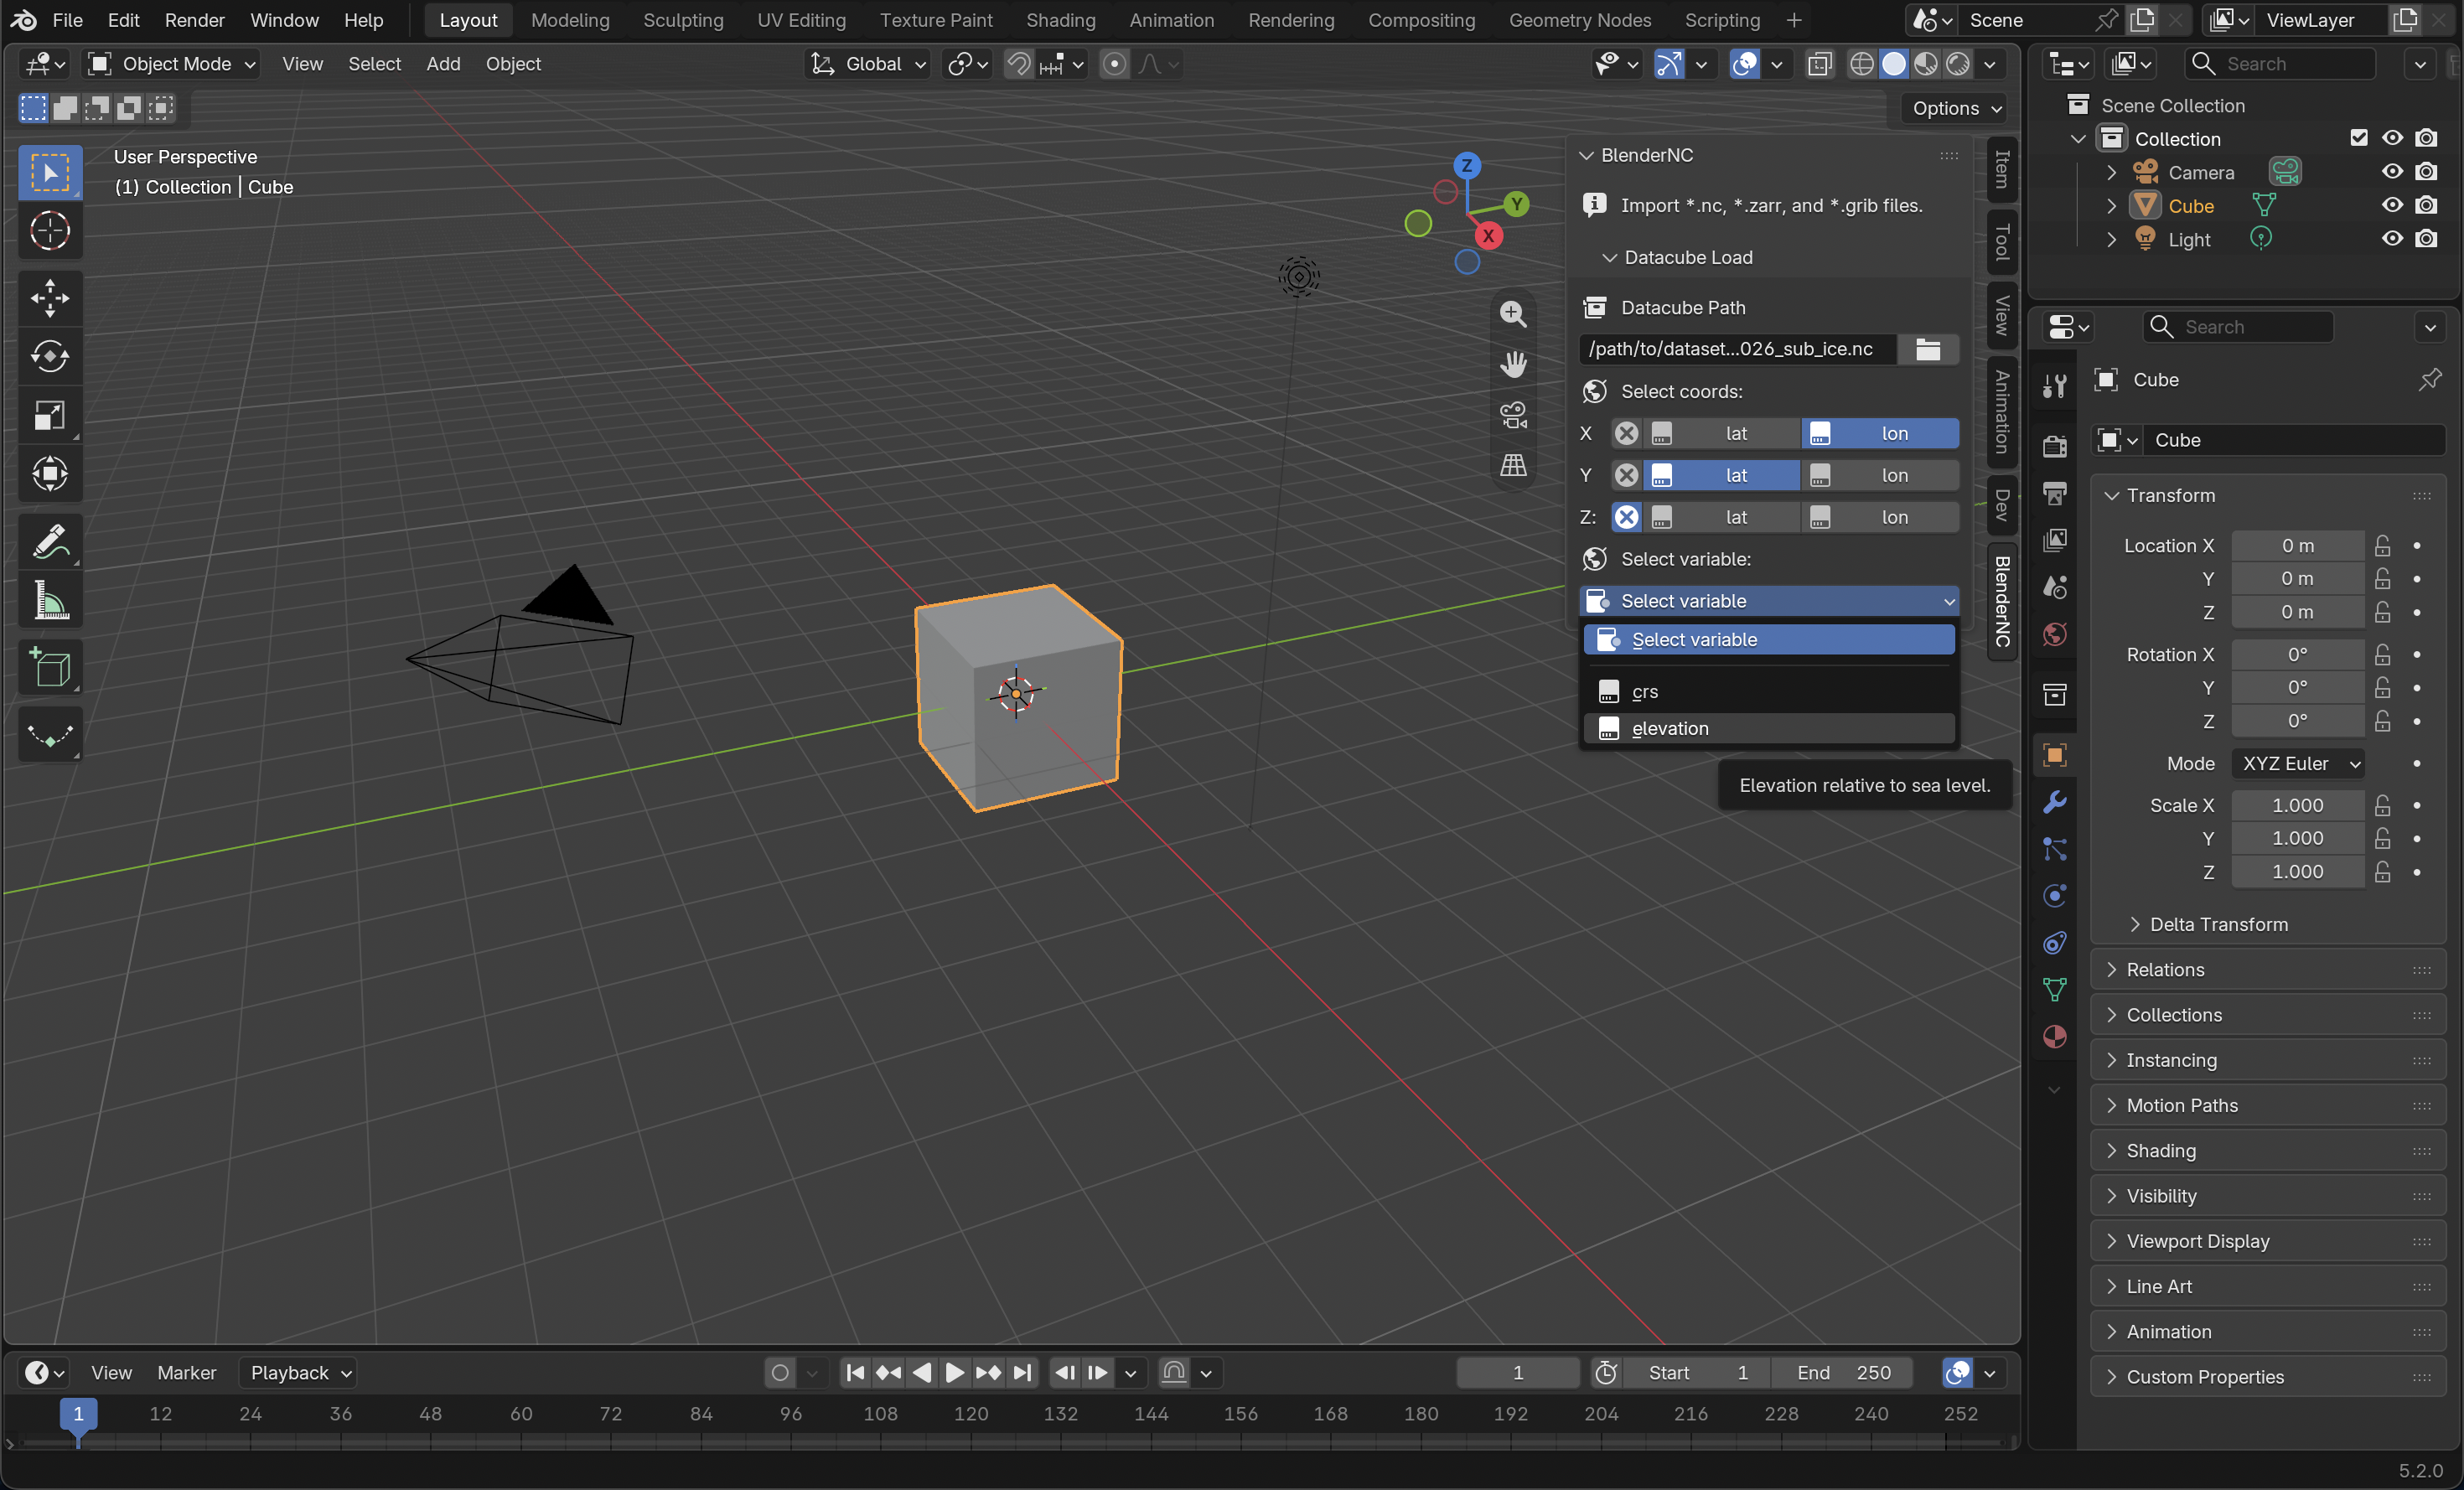 File Edit Render Window Help Layout Modeling Sculpting UV Editing Texture Paint Shading Animation Rendering Compositing Geometry Nodes Scripting + Scene ViewLayer
Object Mode View Select Add Object Global
Options
User Perspective
(1) Collection | Cube
Z
Y
X
BlenderNC
Import *.nc, *.zarr, and *.grib files.
Datacube Load
Datacube Path
/path/to/dataset...026_sub_ice.nc
Select coords:
X lat lon
Y lat lon
Z: lat lon
Select variable:
Select variable
Select variable
crs
elevation
Elevation relative to sea level.
Item
Tool
View
Animation
Dev
BlenderNC
Search
Scene Collection
Collection
Camera
Cube
Light
Search
Cube
Cube
Transform
Location X 0 m
Y 0 m
Z 0 m
Rotation X 0°
Y 0°
Z 0°
Mode XYZ Euler
Scale X 1.000
Y 1.000
Z 1.000
Delta Transform
Relations
Collections
Instancing
Motion Paths
Shading
Visibility
Viewport Display
Line Art
Animation
Custom Properties
View Marker Playback 1 Start 1 End 250
1 12 24 36 48 60 72 84 96 108 120 132 144 156 168 180 192 204 216 228 240 252
5.2.0